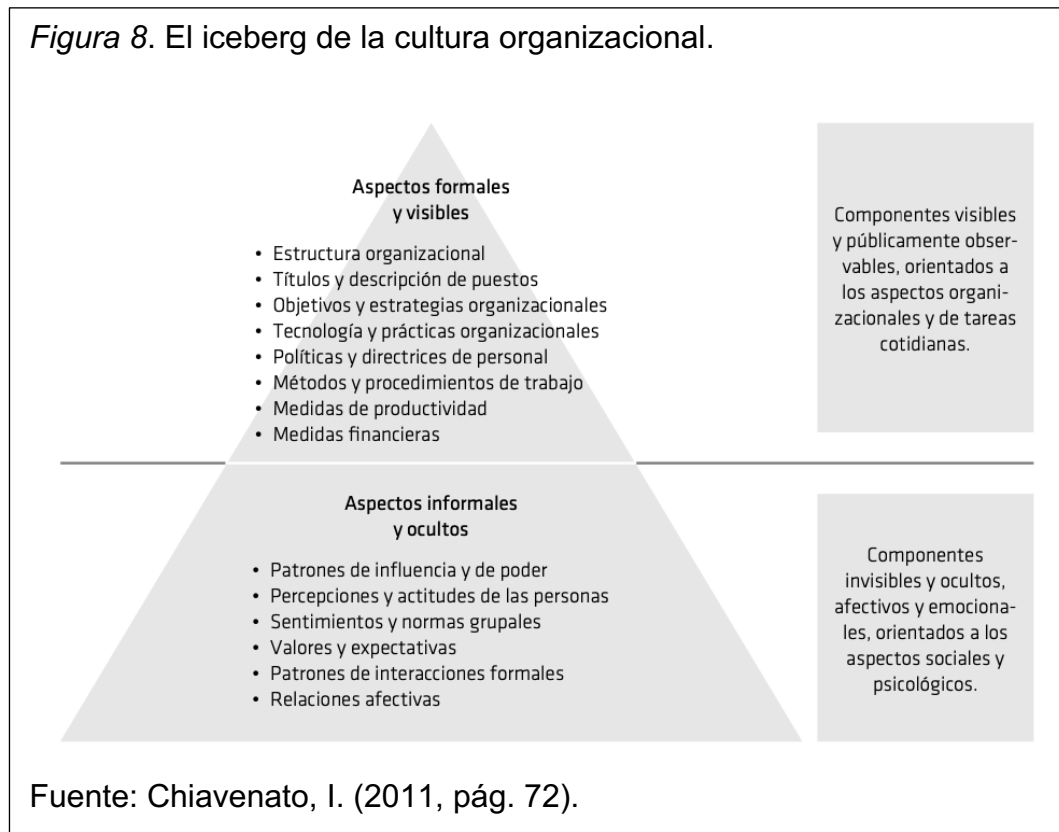 Figura 8. El iceberg de la cultura organizacional.
Aspectos formales
y visibles
• Estructura organizacional
• Títulos y descripción de puestos
• Objetivos y estrategias organizacionales
• Tecnología y prácticas organizacionales
• Políticas y directrices de personal
• Métodos y procedimientos de trabajo
• Medidas de productividad
• Medidas financieras
Componentes visibles
y públicamente obser-
vables, orientados a
los aspectos organi-
zacionales y de tareas
cotidianas.
Aspectos informales
y ocultos
• Patrones de influencia y de poder
• Percepciones y actitudes de las personas
• Sentimientos y normas grupales
• Valores y expectativas
• Patrones de interacciones formales
• Relaciones afectivas
Componentes
invisibles y ocultos,
afectivos y emociona-
les, orientados a los
aspectos sociales y
psicológicos.
Fuente: Chiavenato, I. (2011, pág. 72).